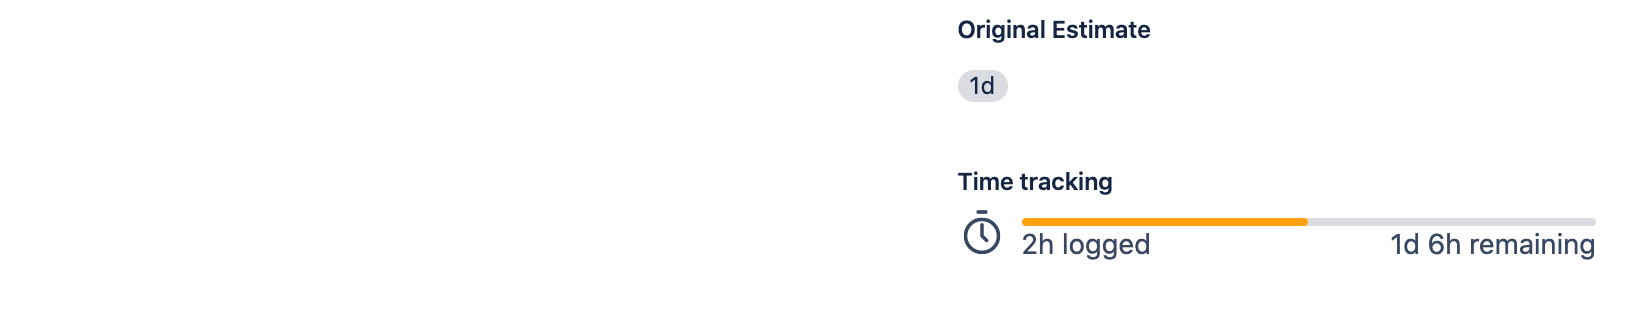 Original Estimate
1d
Time tracking
2h logged
1d 6h remaining